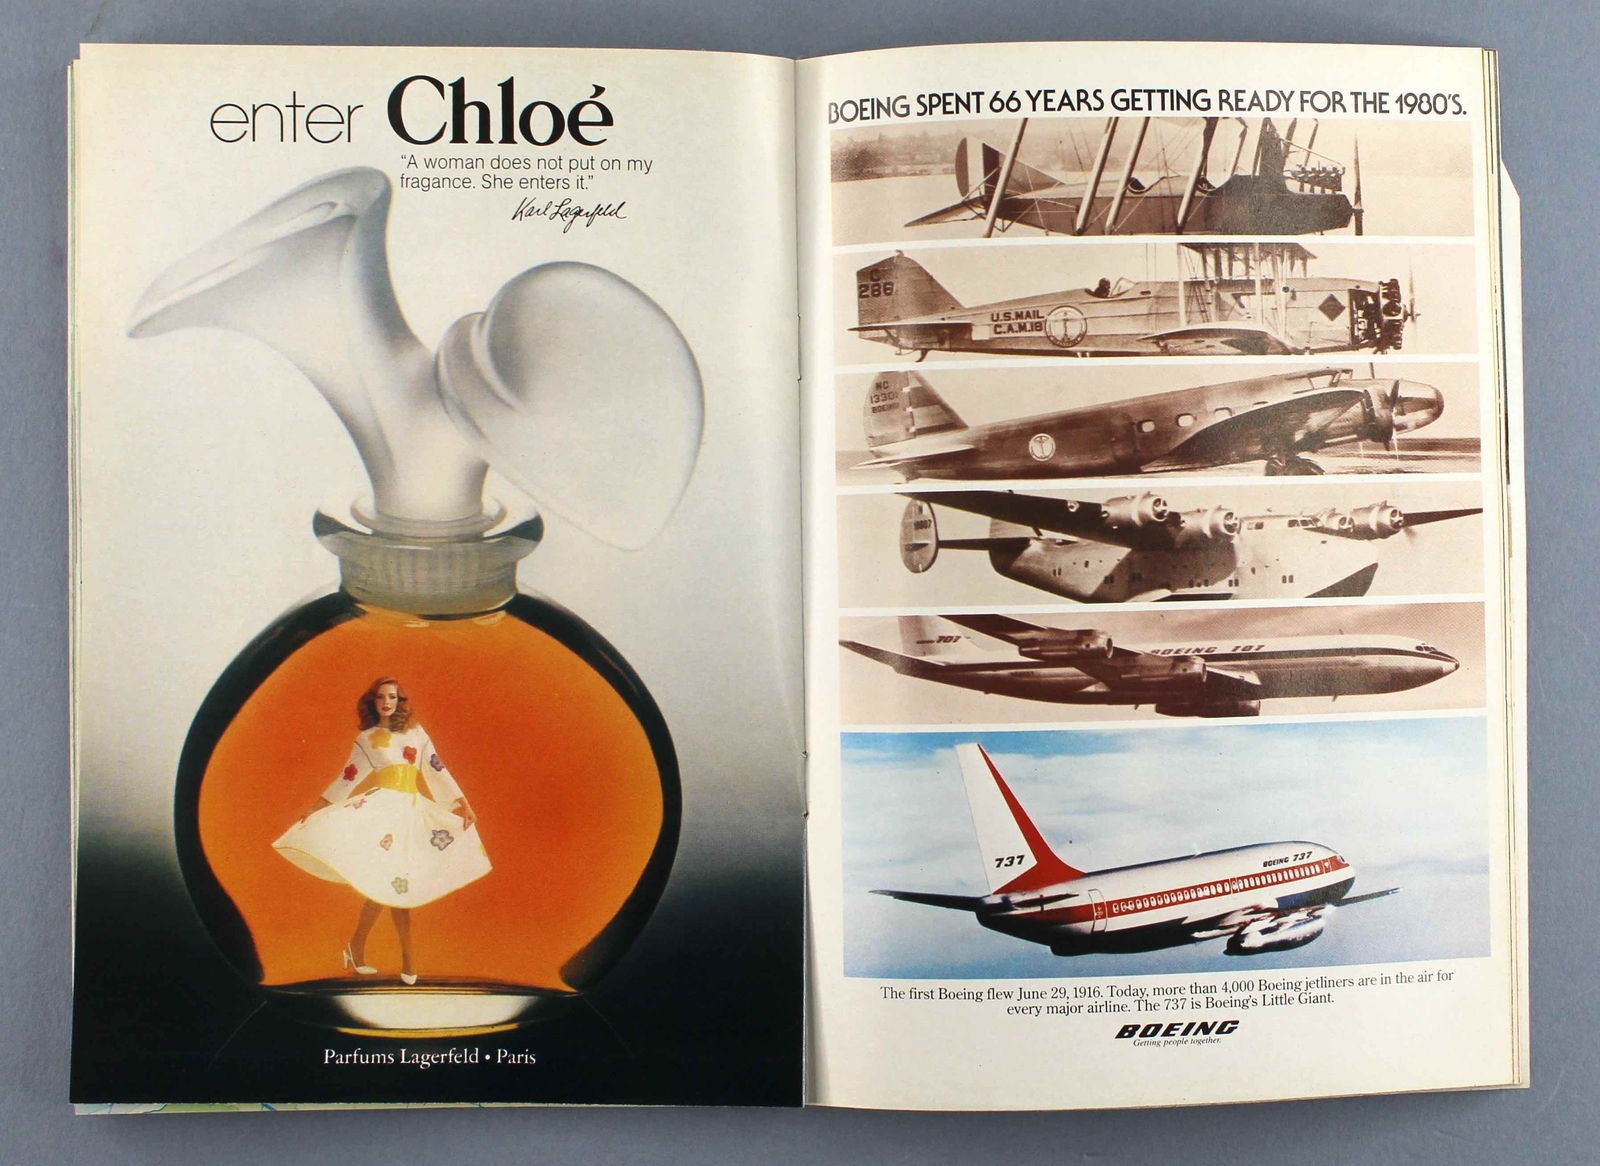 enter Chloé
“A woman does not put on my
fragance. She enters it.”
Karl Lagerfeld
Parfums Lagerfeld • Paris
BOEING SPENT 66 YEARS GETTING READY FOR THE 1980'S.
C
286
U.S.MAIL
C.A.M.18
NC
13301
BOEING
N
18607
707
BOEING 707
737
BOEING 737
The first Boeing flew June 29, 1916. Today, more than 4,000 Boeing jetliners are in the air for
every major airline. The 737 is Boeing's Little Giant.
BOEING
Getting people together.